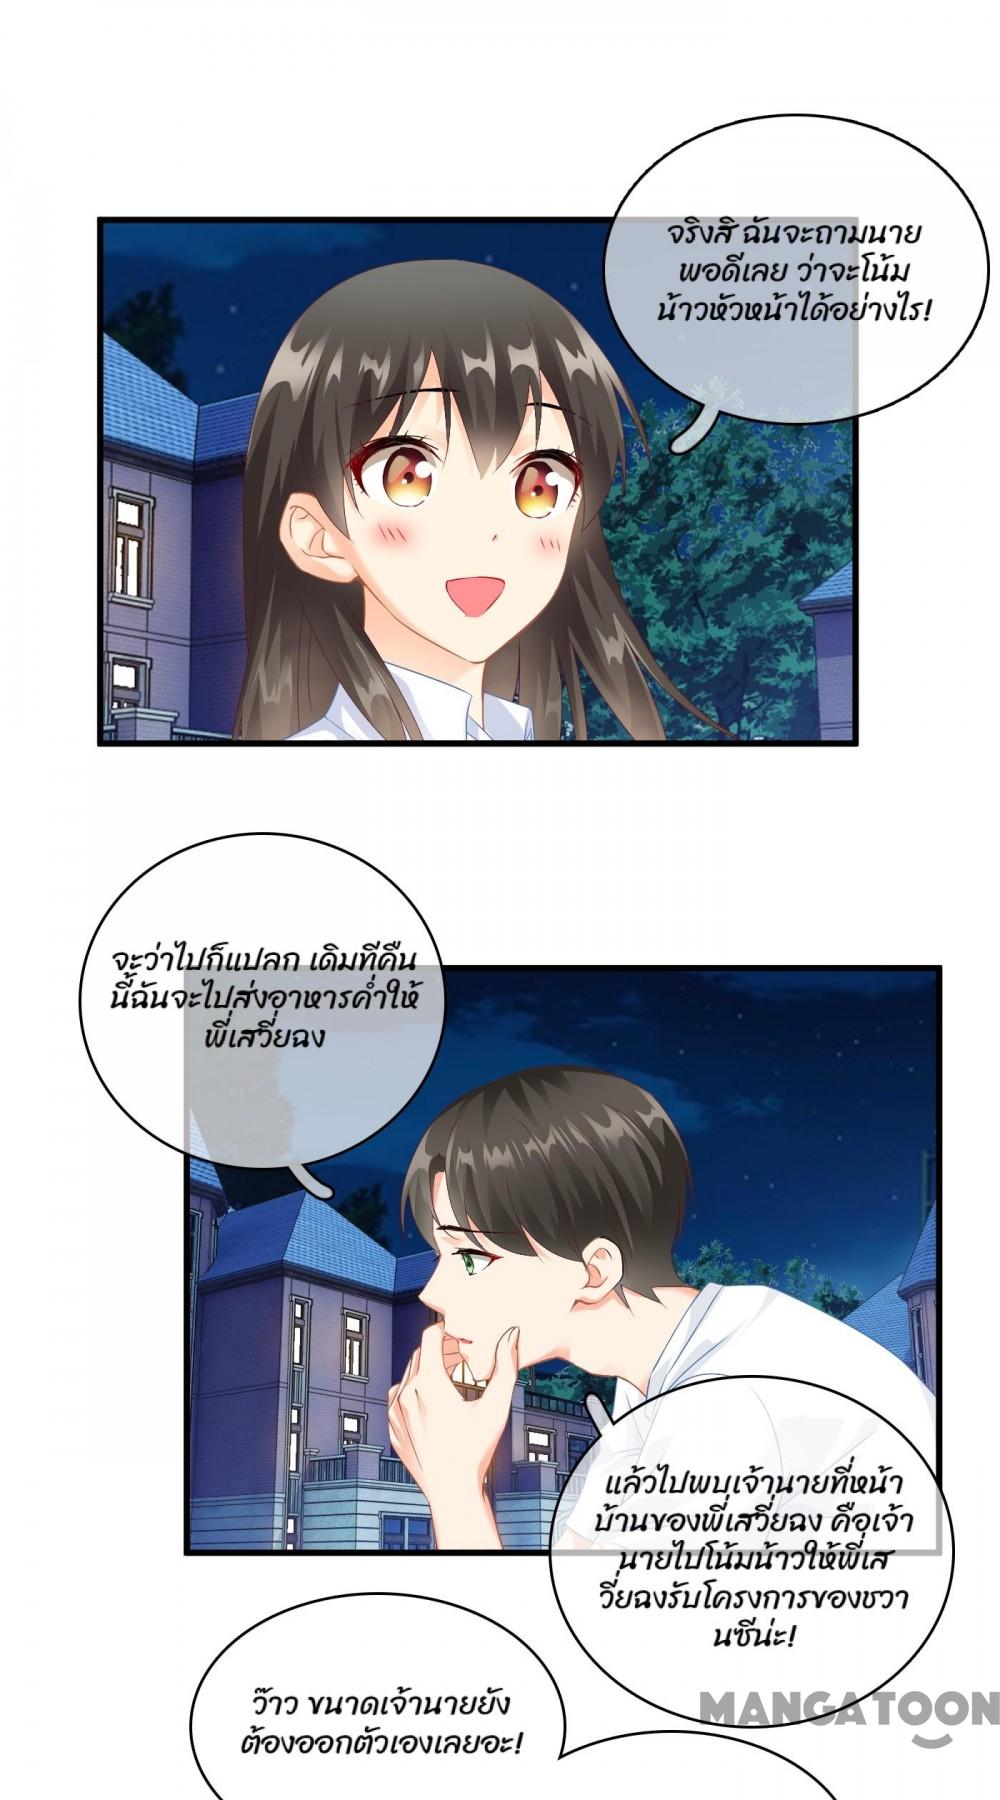 จริงสิ ฉันจะถามนาย
พอดีเลย ว่าจะโน้ม
น้าวหัวหน้าได้อย่างไร!
จะว่าไปก็แปลก เดิมทีคืน
นี้ฉันจะไปส่งอาหารค่ำให้
พี่เสวี่ยฉง
แล้วไปพบเจ้านายที่หน้า
บ้านของพี่เสวี่ยฉง คือเจ้า
นายไปโน้มน้าวให้พี่เส
วี่ยฉงรับโครงการของชวา
นซีน่ะ!
MANGATOON
ว๊าว ขนาดเจ้านายยัง
ต้องออกตัวเองเลยอะ!